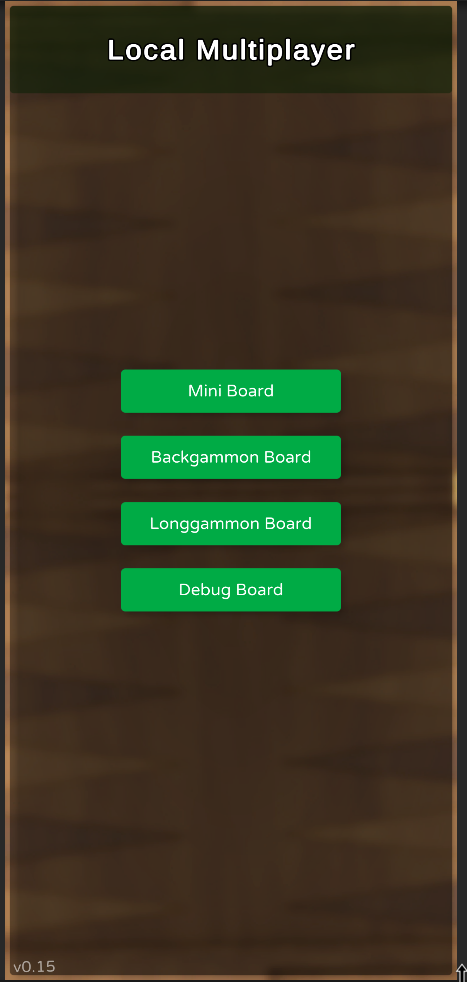 Local Multiplayer
Mini Board
Backgammon Board
Longgammon Board
Debug Board
v0.15